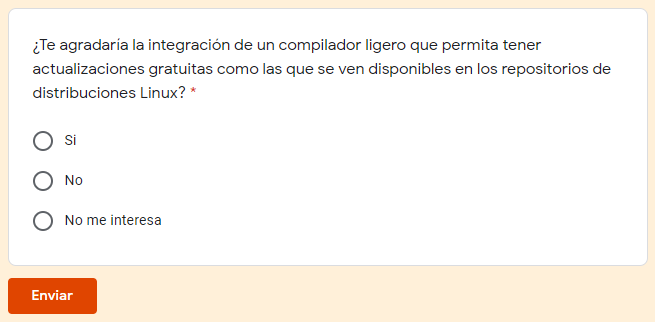 ¿Te agradaría la integración de un compilador ligero que permita tener
actualizaciones gratuitas como las que se ven disponibles en los repositorios de
distribuciones Linux? *
Si
No
No me interesa
Enviar